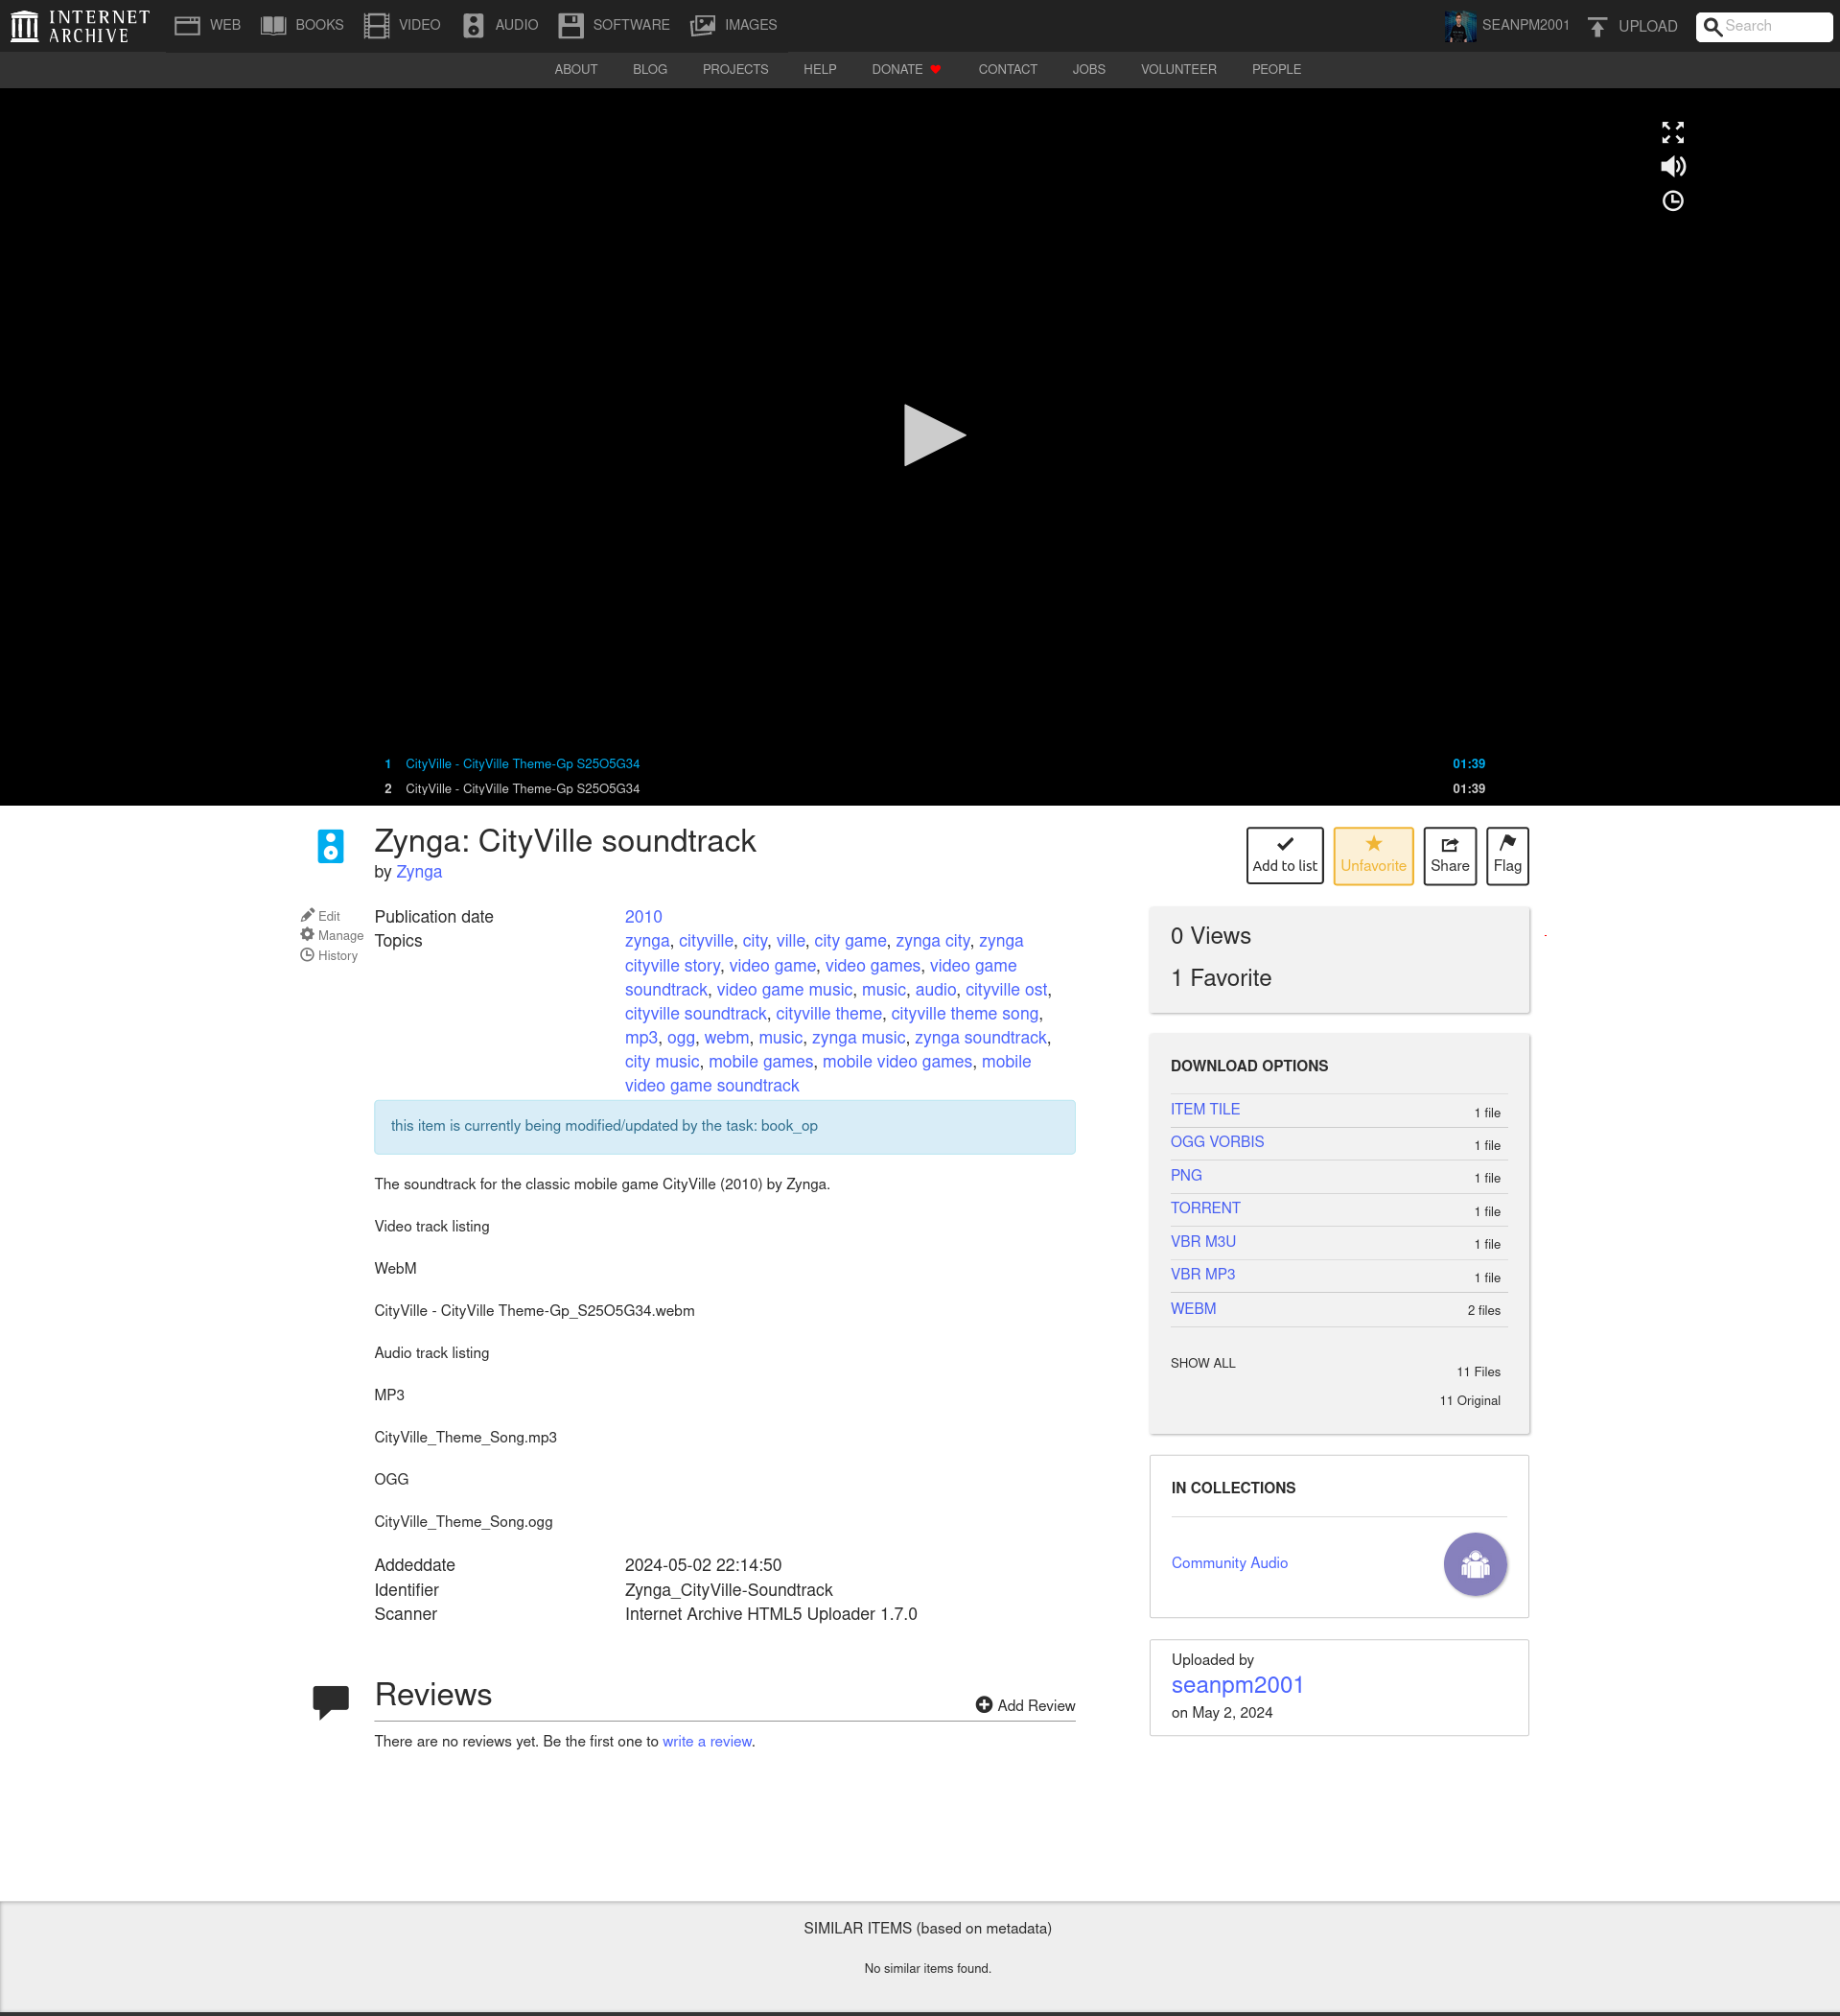 INTERNET ARCHIVE
WEB BOOKS VIDEO AUDIO SOFTWARE IMAGES SEANPM2001 UPLOAD Search
ABOUT BLOG PROJECTS HELP DONATE CONTACT JOBS VOLUNTEER PEOPLE
1 CityVille - CityVille Theme-Gp S25O5G34 01:39
2 CityVille - CityVille Theme-Gp S25O5G34 01:39
Zynga: CityVille soundtrack
by Zynga
Add to list Unfavorite Share Flag
Edit
Manage
History
Publication date 2010
Topics zynga, cityville, city, ville, city game, zynga city, zynga
cityville story, video game, video games, video game
soundtrack, video game music, music, audio, cityville ost,
cityville soundtrack, cityville theme, cityville theme song,
mp3, ogg, webm, music, zynga music, zynga soundtrack,
city music, mobile games, mobile video games, mobile
video game soundtrack
this item is currently being modified/updated by the task: book_op
The soundtrack for the classic mobile game CityVille (2010) by Zynga.
Video track listing
WebM
CityVille - CityVille Theme-Gp_S25O5G34.webm
Audio track listing
MP3
CityVille_Theme_Song.mp3
OGG
CityVille_Theme_Song.ogg
Addeddate 2024-05-02 22:14:50
Identifier Zynga_CityVille-Soundtrack
Scanner Internet Archive HTML5 Uploader 1.7.0
Reviews
Add Review
There are no reviews yet. Be the first one to write a review.
0 Views
1 Favorite
DOWNLOAD OPTIONS
ITEM TILE 1 file
OGG VORBIS 1 file
PNG 1 file
TORRENT 1 file
VBR M3U 1 file
VBR MP3 1 file
WEBM 2 files
SHOW ALL 11 Files
11 Original
IN COLLECTIONS
Community Audio
Uploaded by
seanpm2001
on May 2, 2024
SIMILAR ITEMS (based on metadata)
No similar items found.